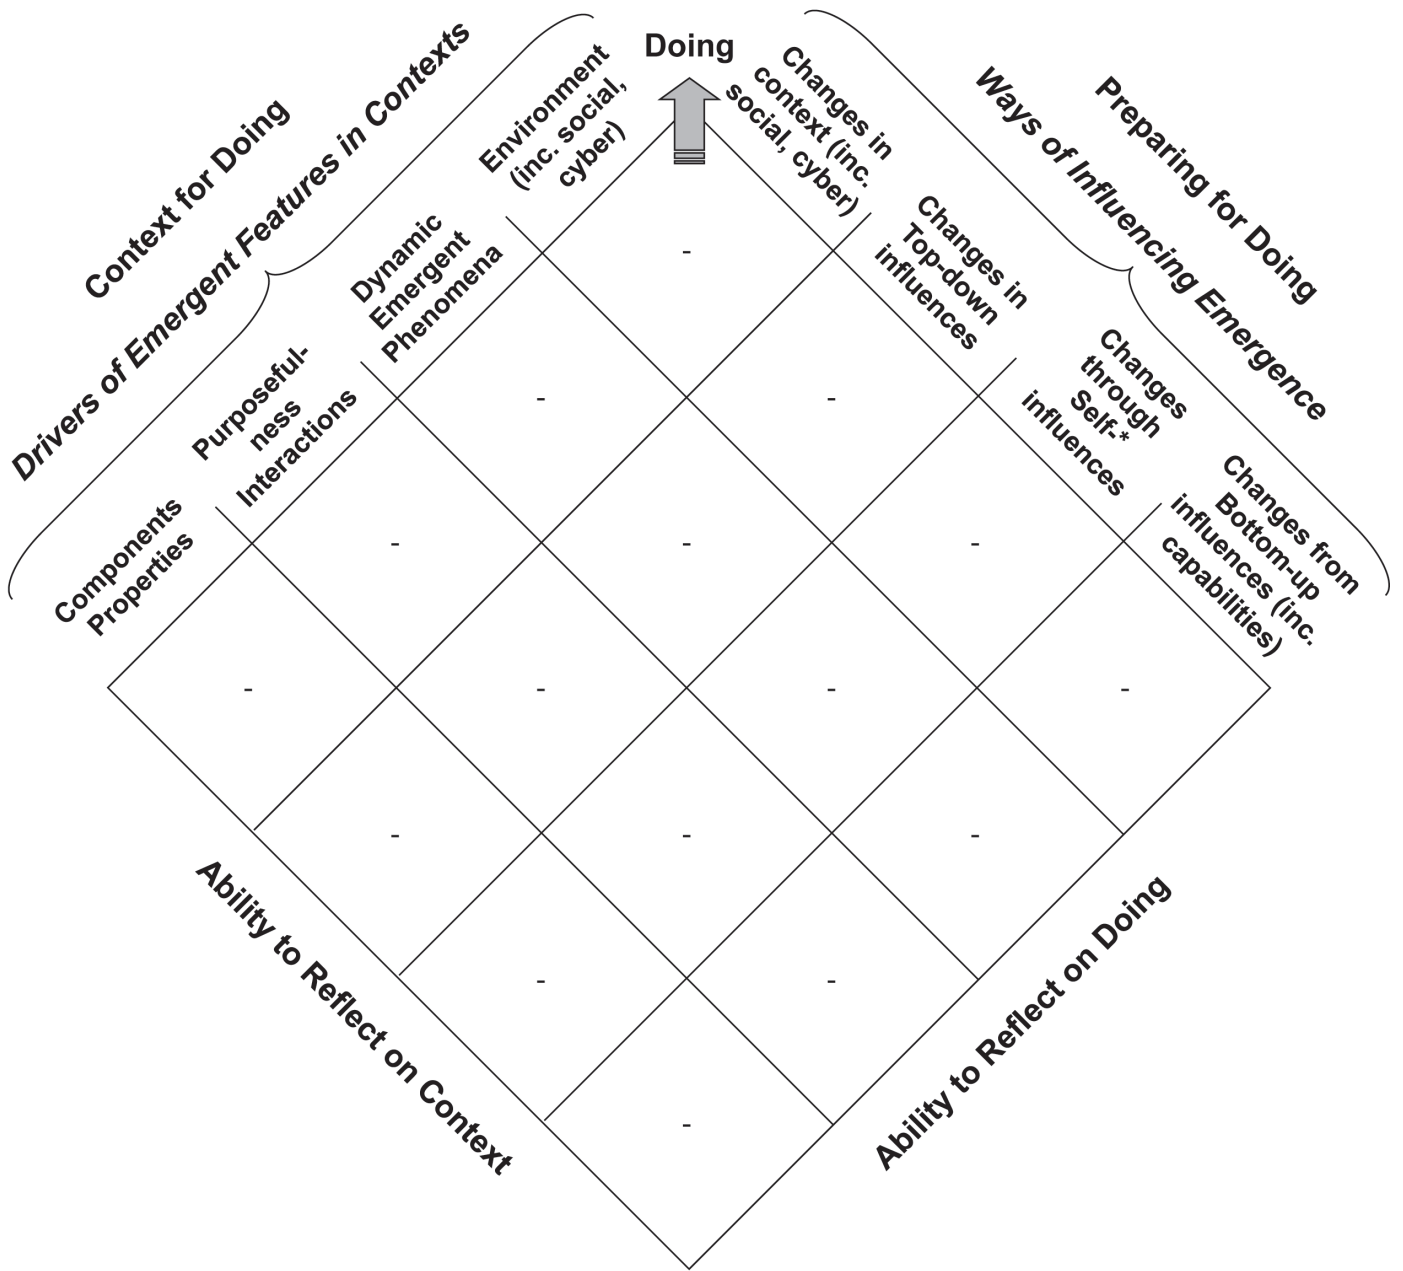 Doing
Context for Doing
Drivers of Emergent Features in Contexts
Environment
(inc. social,
cyber)
Dynamic
Emergent
Phenomena
Purposeful-
ness
Interactions
Components
Properties
Preparing for Doing
Ways of Influencing Emergence
Changes in
context (inc.
social, cyber)
Changes in
Top-down
influences
Changes
through
Self-*
influences
Changes from
Bottom-up
influences (inc.
capabilities)
-
- -
- - -
- - - -
- - -
- -
-
Ability to Reflect on Context
Ability to Reflect on Doing